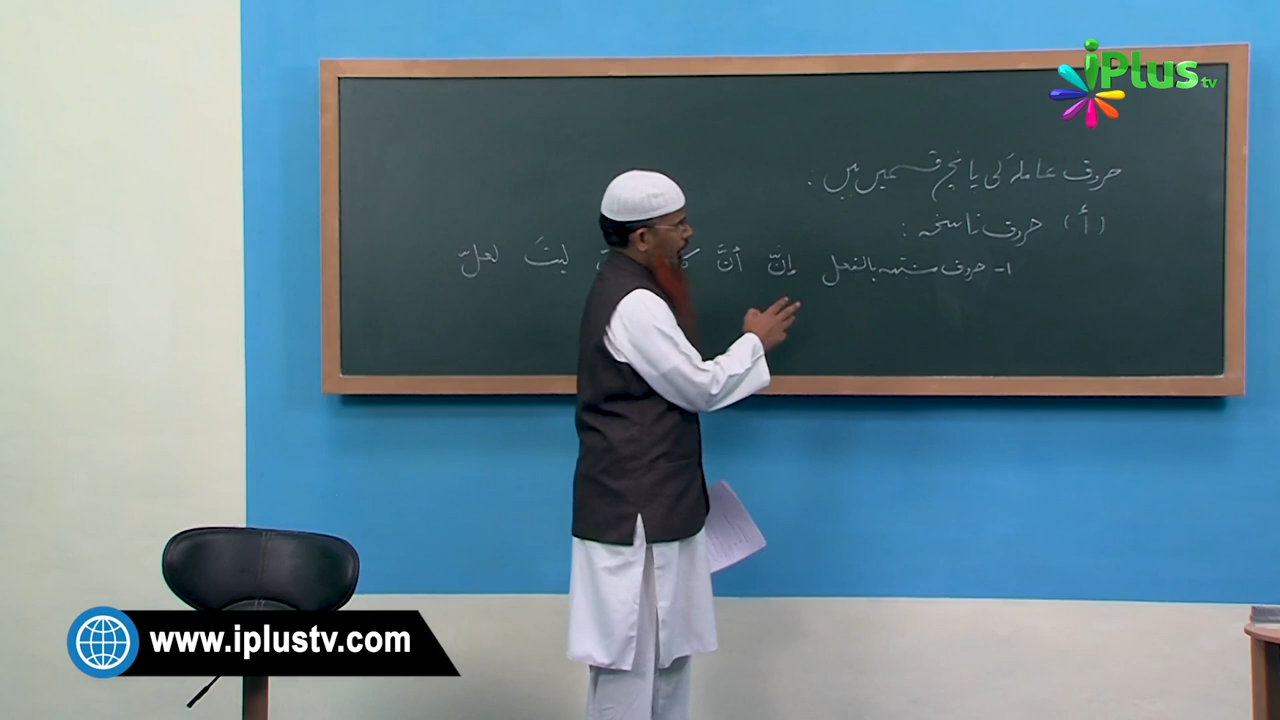 iPlus tv
حروف عاملہ کی پانچ قسمیں ہیں :
(أ) حروف ناسخہ :
۱- حروف مشبہ بالفعل إنّ أنَّ لیتَ لعلّ
www.iplustv.com